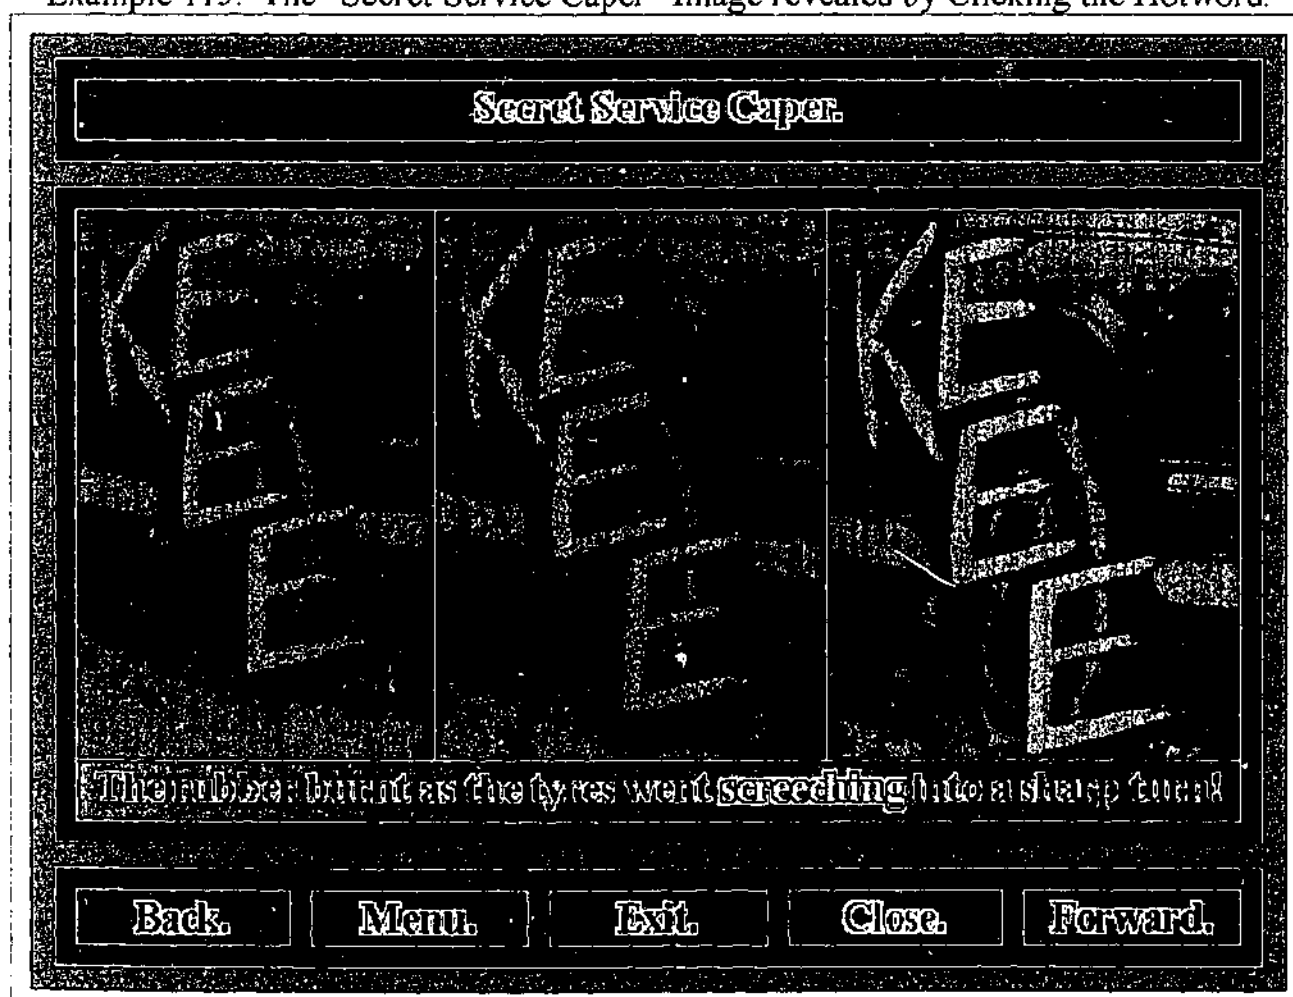 Example The "Secret Service Caper" Image revealed by Clicking the Hotword.
Secret Service Caper.
The rubber burnt as the tyres went screeching into a sharp turn!
Back. Menu. Exit. Close. Forward.